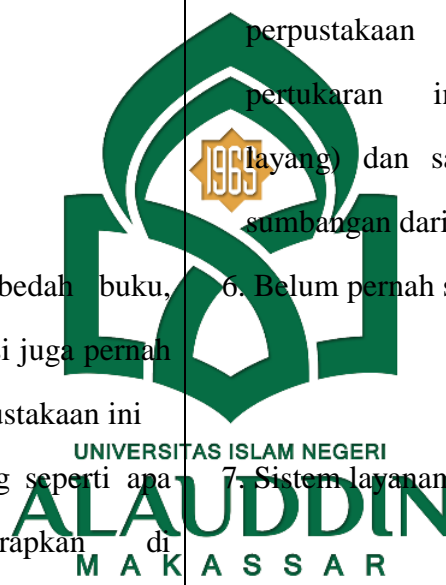 perpustakaan
pertukaran
layang) dan
sumbangan dari
bedah buku,
6. Belum pernah
si juga pernah
ustakaan ini
seperti apa
7. Sistem layanan
rapkan di
1965
UNIVERSITAS ISLAM NEGERI
ALAUDDIN
MAKASSAR